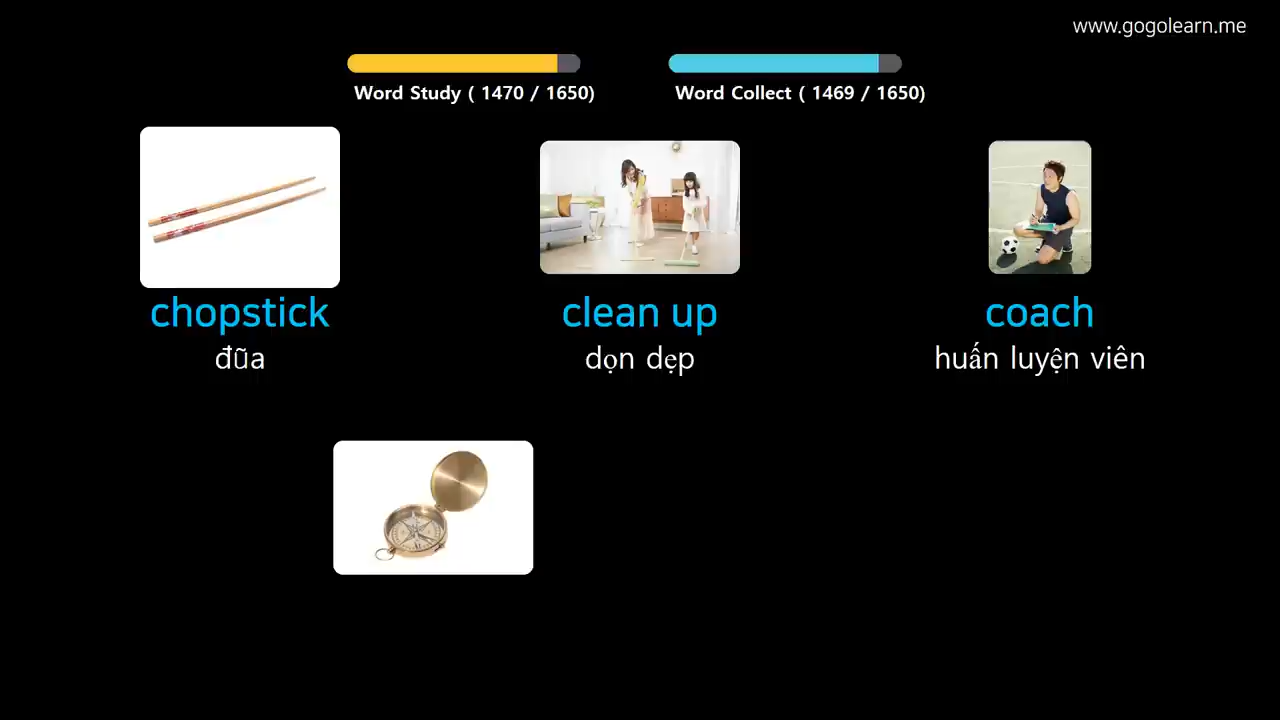 www.gogolearn.me
Word Study ( 1470 / 1650)
Word Collect ( 1469 / 1650)
chopstick
đũa
clean up
dọn dẹp
coach
huấn luyện viên